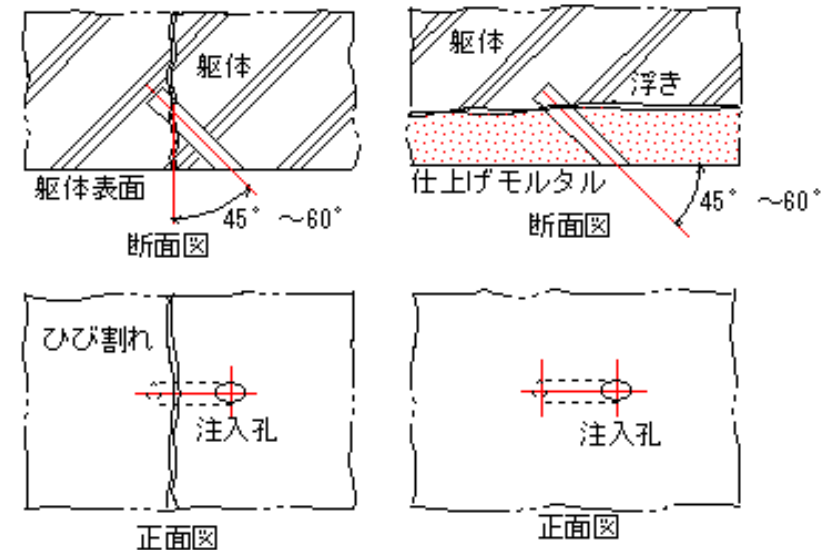 躯体
躯体表面
45° ～60°
断面図
躯体
浮き
仕上げモルタル
45° ～60°
断面図
ひび割れ
注入孔
正面図
注入孔
正面図